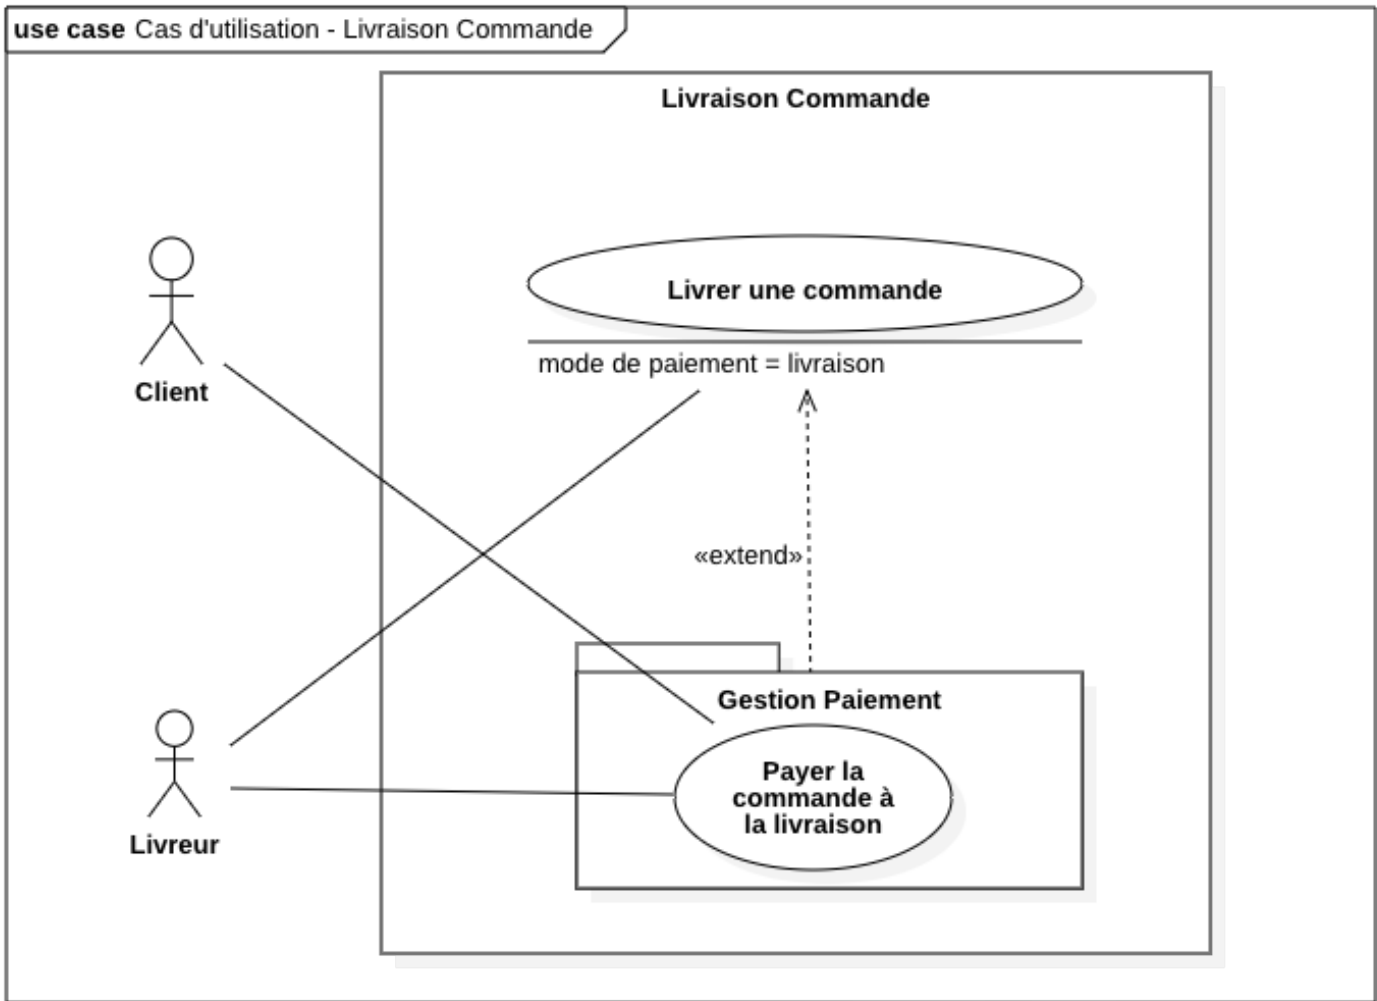 use case Cas d'utilisation - Livraison Commande
Livraison Commande
Livrer une commande
mode de paiement = livraison
Client
«extend»
Gestion Paiement
Payer la
commande à
la livraison
Livreur